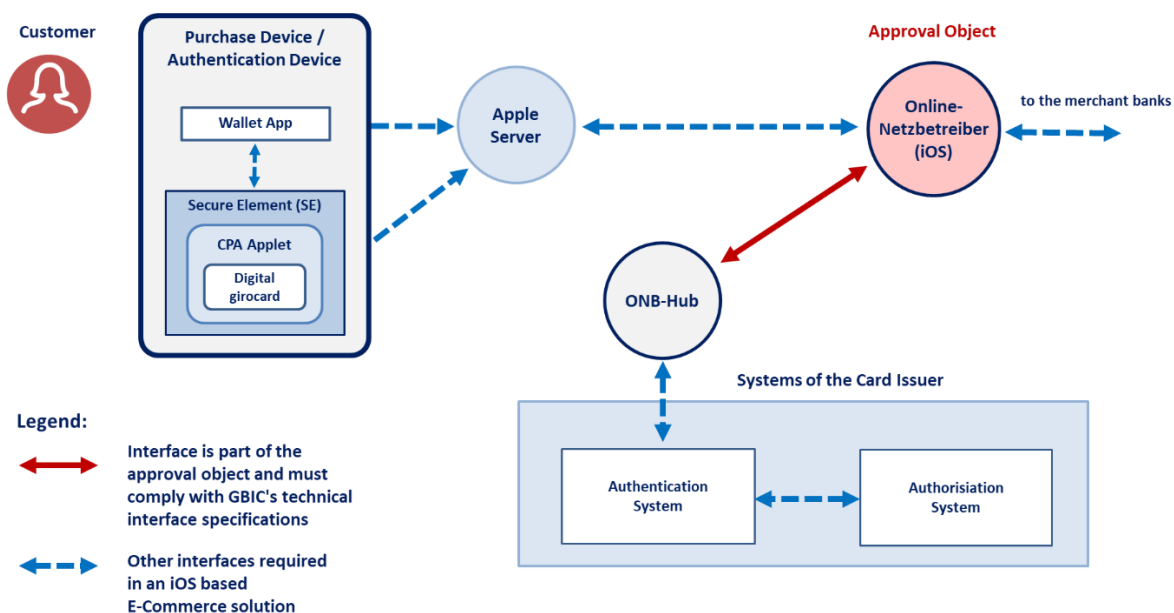 Customer
Purchase Device /
Authentication Device
Wallet App
Secure Element (SE)
CPA Applet
Digital
girocard
Apple
Server
Approval Object
Online-
Netzbetreiber
(iOS)
to the merchant banks
ONB-Hub
Systems of the Card Issuer
Authentication
System
Authorisiation
System
Legend:
Interface is part of the
approval object and must
comply with GBIC's technical
interface specifications
Other interfaces required
in an iOS based
E-Commerce solution